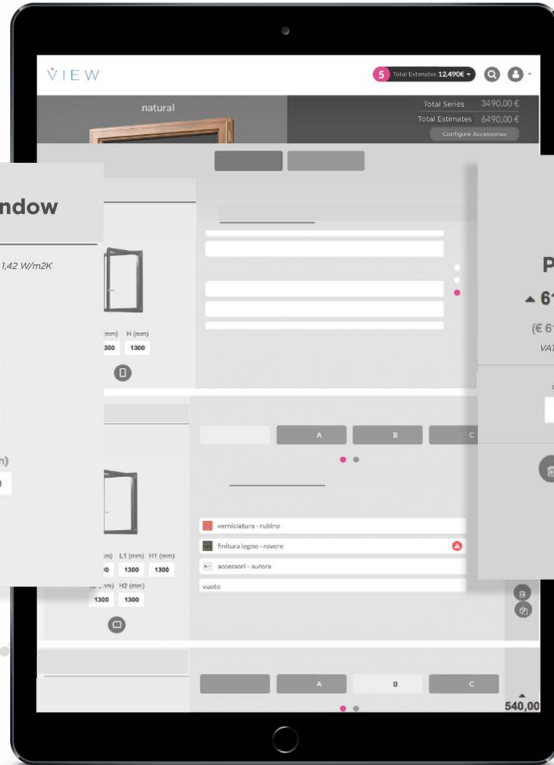 VIEW
5 Total Estimates 12.490€
natural
Total Series 3490,00 €
Total Estimates 6490,00 €
Configure Accessories
ndow
1,42 W/m2K
H (mm)
1300
A B C
verniciatura - rubino
finitura legno - rovere
accessori - aurora
vuoto
L1 (mm) H1 (mm)
1300 1300
H2 (mm)
1300 1300
A B C
540,00
P
61
(€ 61
VAT